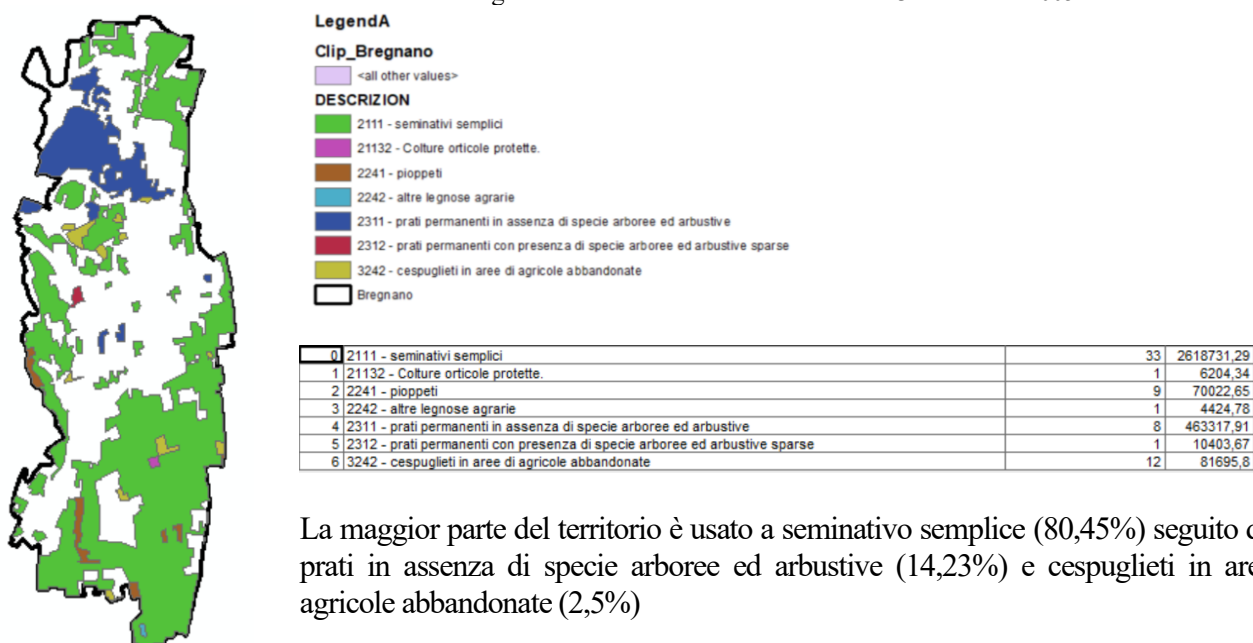 LegendA
Clip_Bregnano
<all other values>
DESCRIZION
2111 - seminativi semplici
21132 - Colture orticole protette.
2241 - pioppeti
2242 - altre legnose agrarie
2311 - prati permanenti in assenza di specie arboree ed arbustive
2312 - prati permanenti con presenza di specie arboree ed arbustive sparse
3242 - cespuglieti in aree di agricole abbandonate
Bregnano
0 2111 - seminativi semplici 33 2618731,29
1 21132 - Colture orticole protette. 1 6204,34
2 2241 - pioppeti 9 70022,65
3 2242 - altre legnose agrarie 1 4424,78
4 2311 - prati permanenti in assenza di specie arboree ed arbustive 8 463317,91
5 2312 - prati permanenti con presenza di specie arboree ed arbustive sparse 1 10403,67
6 3242 - cespuglieti in aree di agricole abbandonate 12 81695,8
La maggior parte del territorio è usato a seminativo semplice (80,45%) seguito
prati in assenza di specie arboree ed arbustive (14,23%) e cespuglieti in are
agricole abbandonate (2,5%)